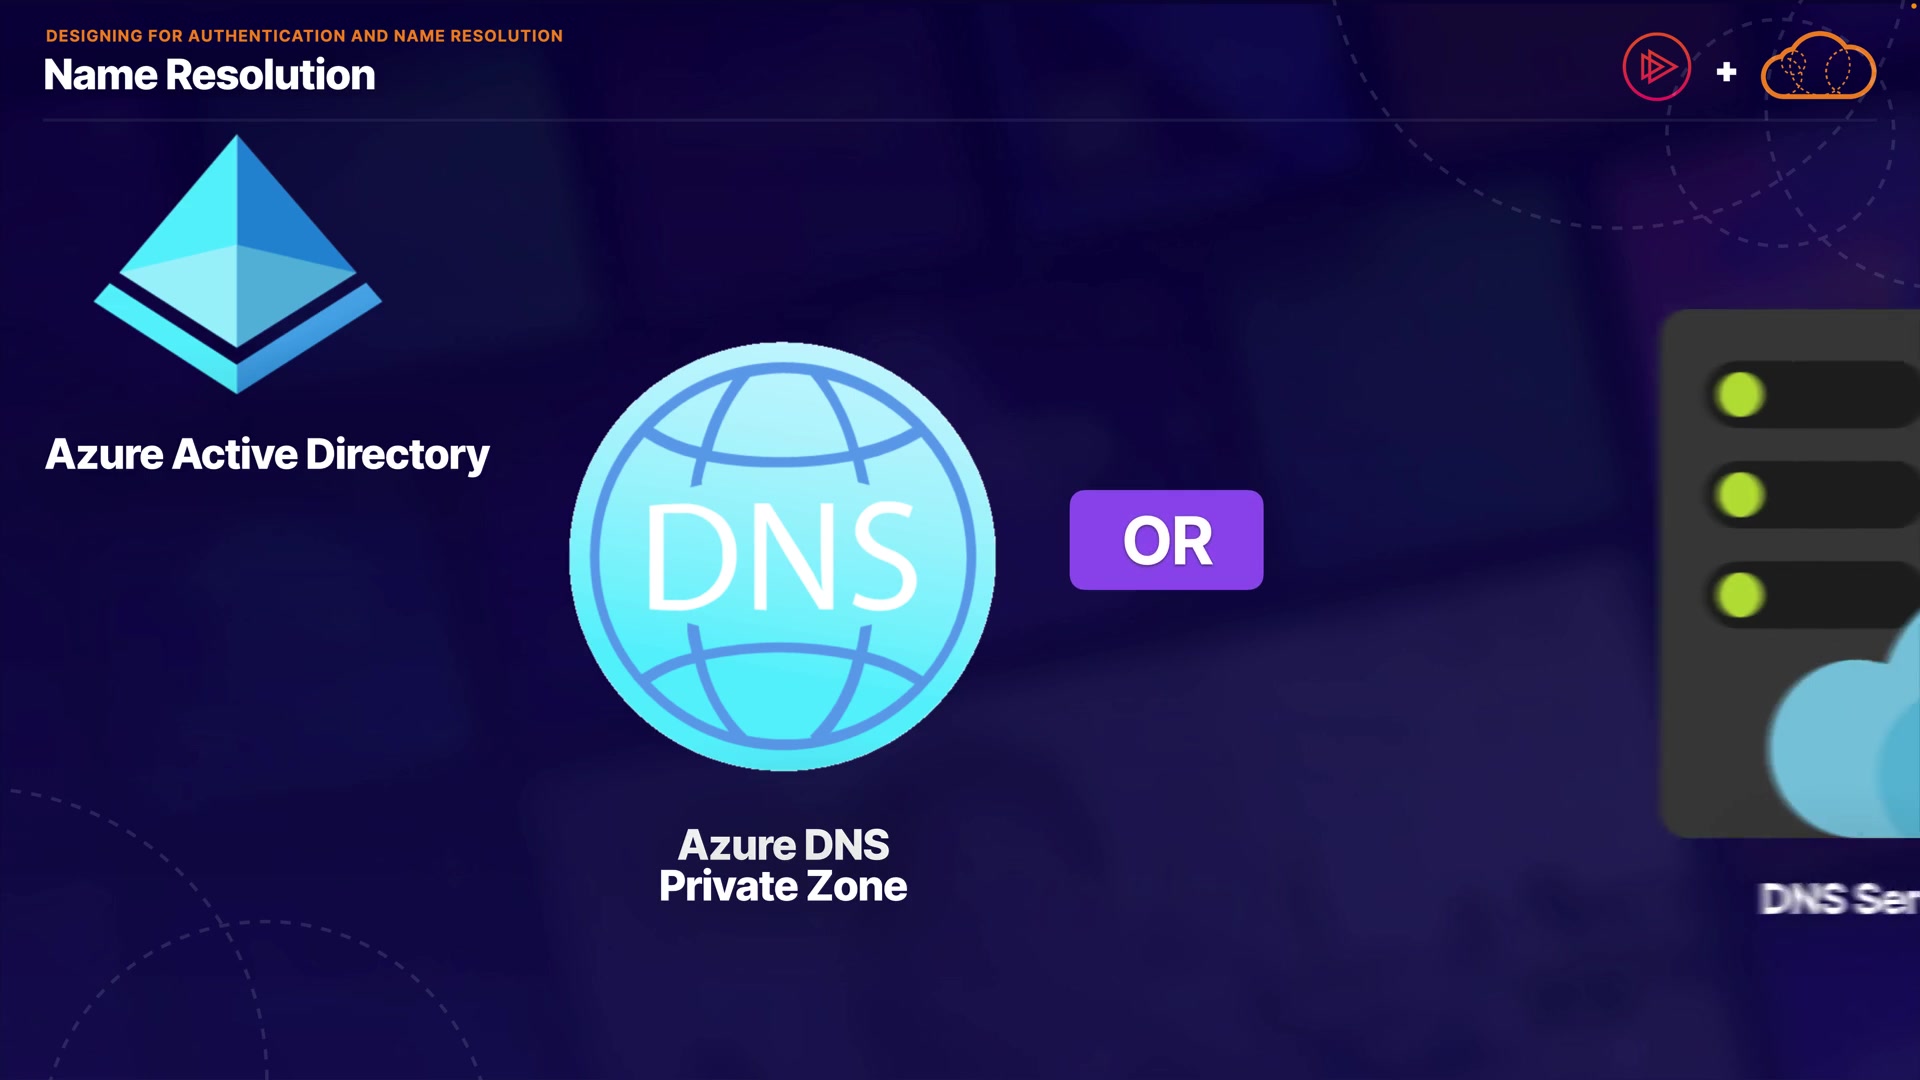 DESIGNING FOR AUTHENTICATION AND NAME RESOLUTION
Name Resolution
Azure Active Directory
DNS
OR
Azure DNS
Private Zone
DNS Ser